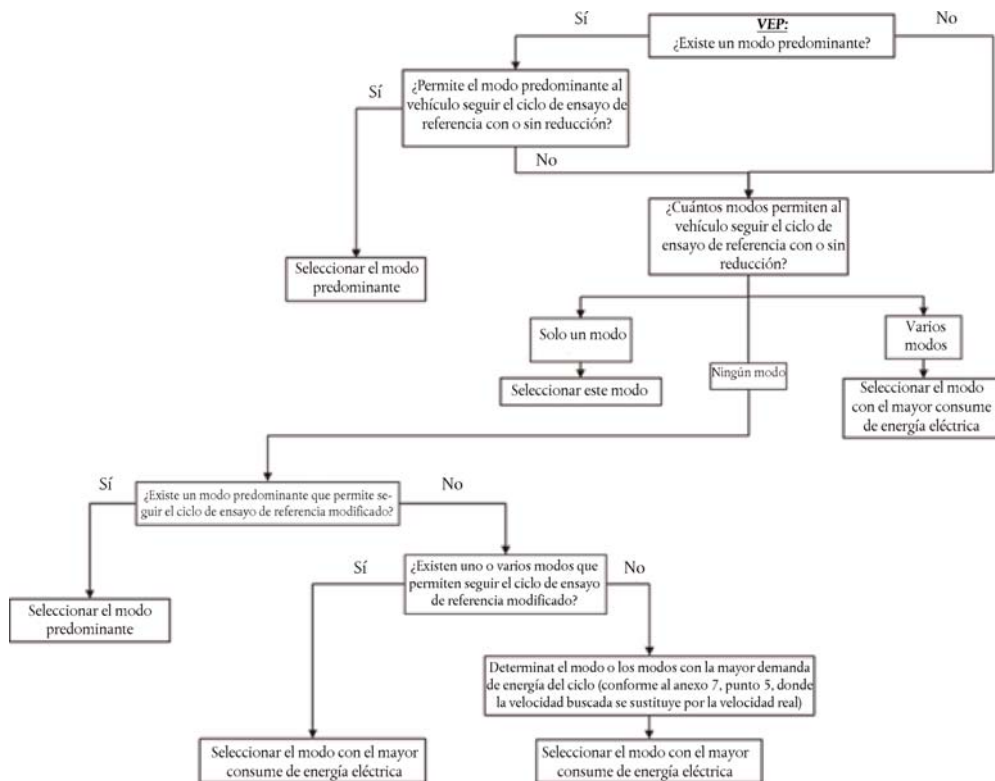 Sí
VEP:
¿Existe un modo predominante?
No
Sí
¿Permite el modo predominante al
vehículo seguir el ciclo de ensayo de
referencia con o sin reducción?
No
¿Cuántos modos permiten al
vehículo seguir el ciclo de
ensayo de referencia con o sin
reducción?
Seleccionar el modo
predominante
Solo un modo
Varios
modos
Ningún modo
Seleccionar este modo
Seleccionar el modo
con el mayor consume
de energía eléctrica
Sí
¿Existe un modo predominante que permite se-
guir el ciclo de ensayo de referencia modificado?
No
Sí
¿Existen uno o varios modos que
permiten seguir el ciclo de ensayo
de referencia modificado?
No
Seleccionar el modo
predominante
Determinat el modo o los modos con la mayor demanda
de energía del ciclo (conforme al anexo 7, punto 5, donde
la velocidad buscada se sustituye por la velocidad real)
Seleccionar el modo con el mayor
consume de energía eléctrica
Seleccionar el modo con el mayor
consume de energía eléctrica